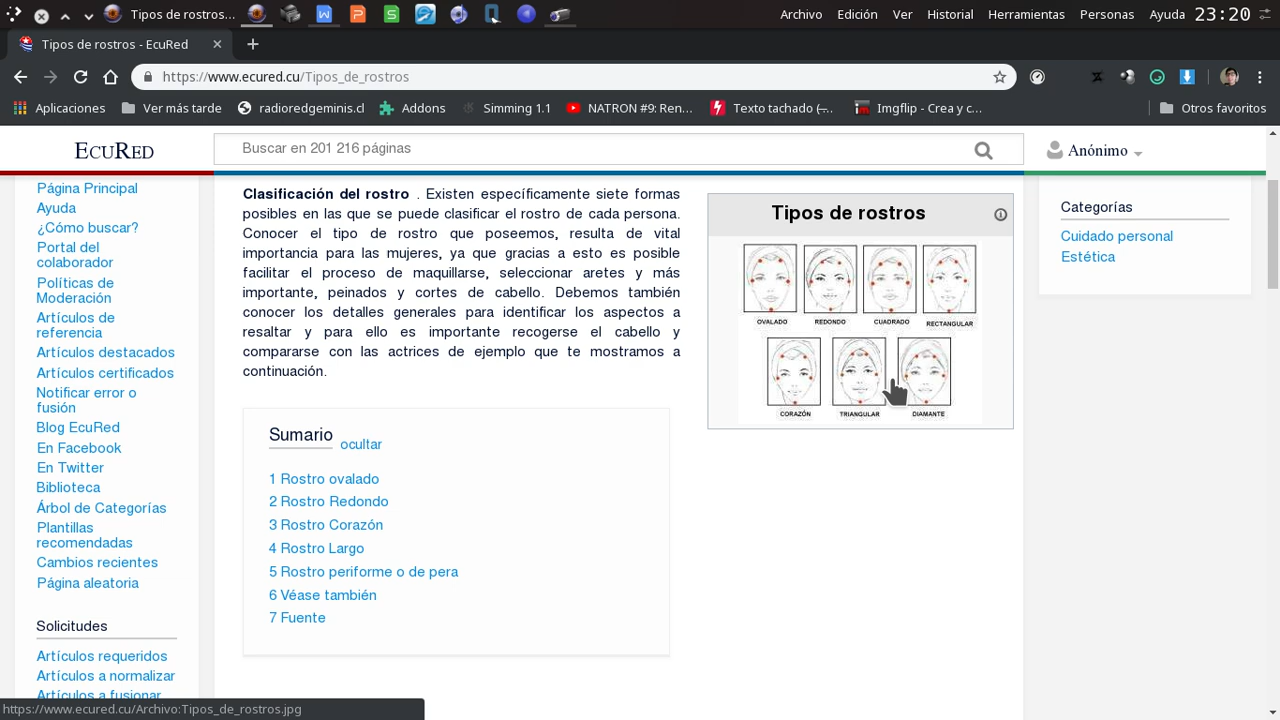 Tipos de rostros...
Archivo Edición Ver Historial Herramientas Personas Ayuda 23:20
Tipos de rostros - EcuRed
https://www.ecured.cu/Tipos_de_rostros
Aplicaciones Ver más tarde radioredgeminis.cl Addons Simming 1.1 NATRON #9: Ren... Texto tachado (—... Imgflip - Crea y c... Otros favoritos
EcuRed
Buscar en 201 216 páginas
Anónimo
Página Principal
Ayuda
¿Cómo buscar?
Portal del
colaborador
Políticas de
Moderación
Artículos de
referencia
Artículos destacados
Artículos certificados
Notificar error o
fusión
Blog EcuRed
En Facebook
En Twitter
Biblioteca
Árbol de Categorías
Plantillas
recomendadas
Cambios recientes
Página aleatoria
Solicitudes
Artículos requeridos
Artículos a normalizar
Artículos a fusionar
Clasificación del rostro . Existen específicamente siete formas
posibles en las que se puede clasificar el rostro de cada persona.
Conocer el tipo de rostro que poseemos, resulta de vital
importancia para las mujeres, ya que gracias a esto es posible
facilitar el proceso de maquillarse, seleccionar aretes y más
importante, peinados y cortes de cabello. Debemos también
conocer los detalles generales para identificar los aspectos a
resaltar y para ello es importante recogerse el cabello y
compararse con las actrices de ejemplo que te mostramos a
continuación.
Sumario ocultar
1 Rostro ovalado
2 Rostro Redondo
3 Rostro Corazón
4 Rostro Largo
5 Rostro periforme o de pera
6 Véase también
7 Fuente
Tipos de rostros
OVALADO REDONDO CUADRADO RECTANGULAR
CORAZÓN TRIANGULAR DIAMANTE
Categorías
Cuidado personal
Estética
https://www.ecured.cu/Archivo:Tipos_de_rostros.jpg